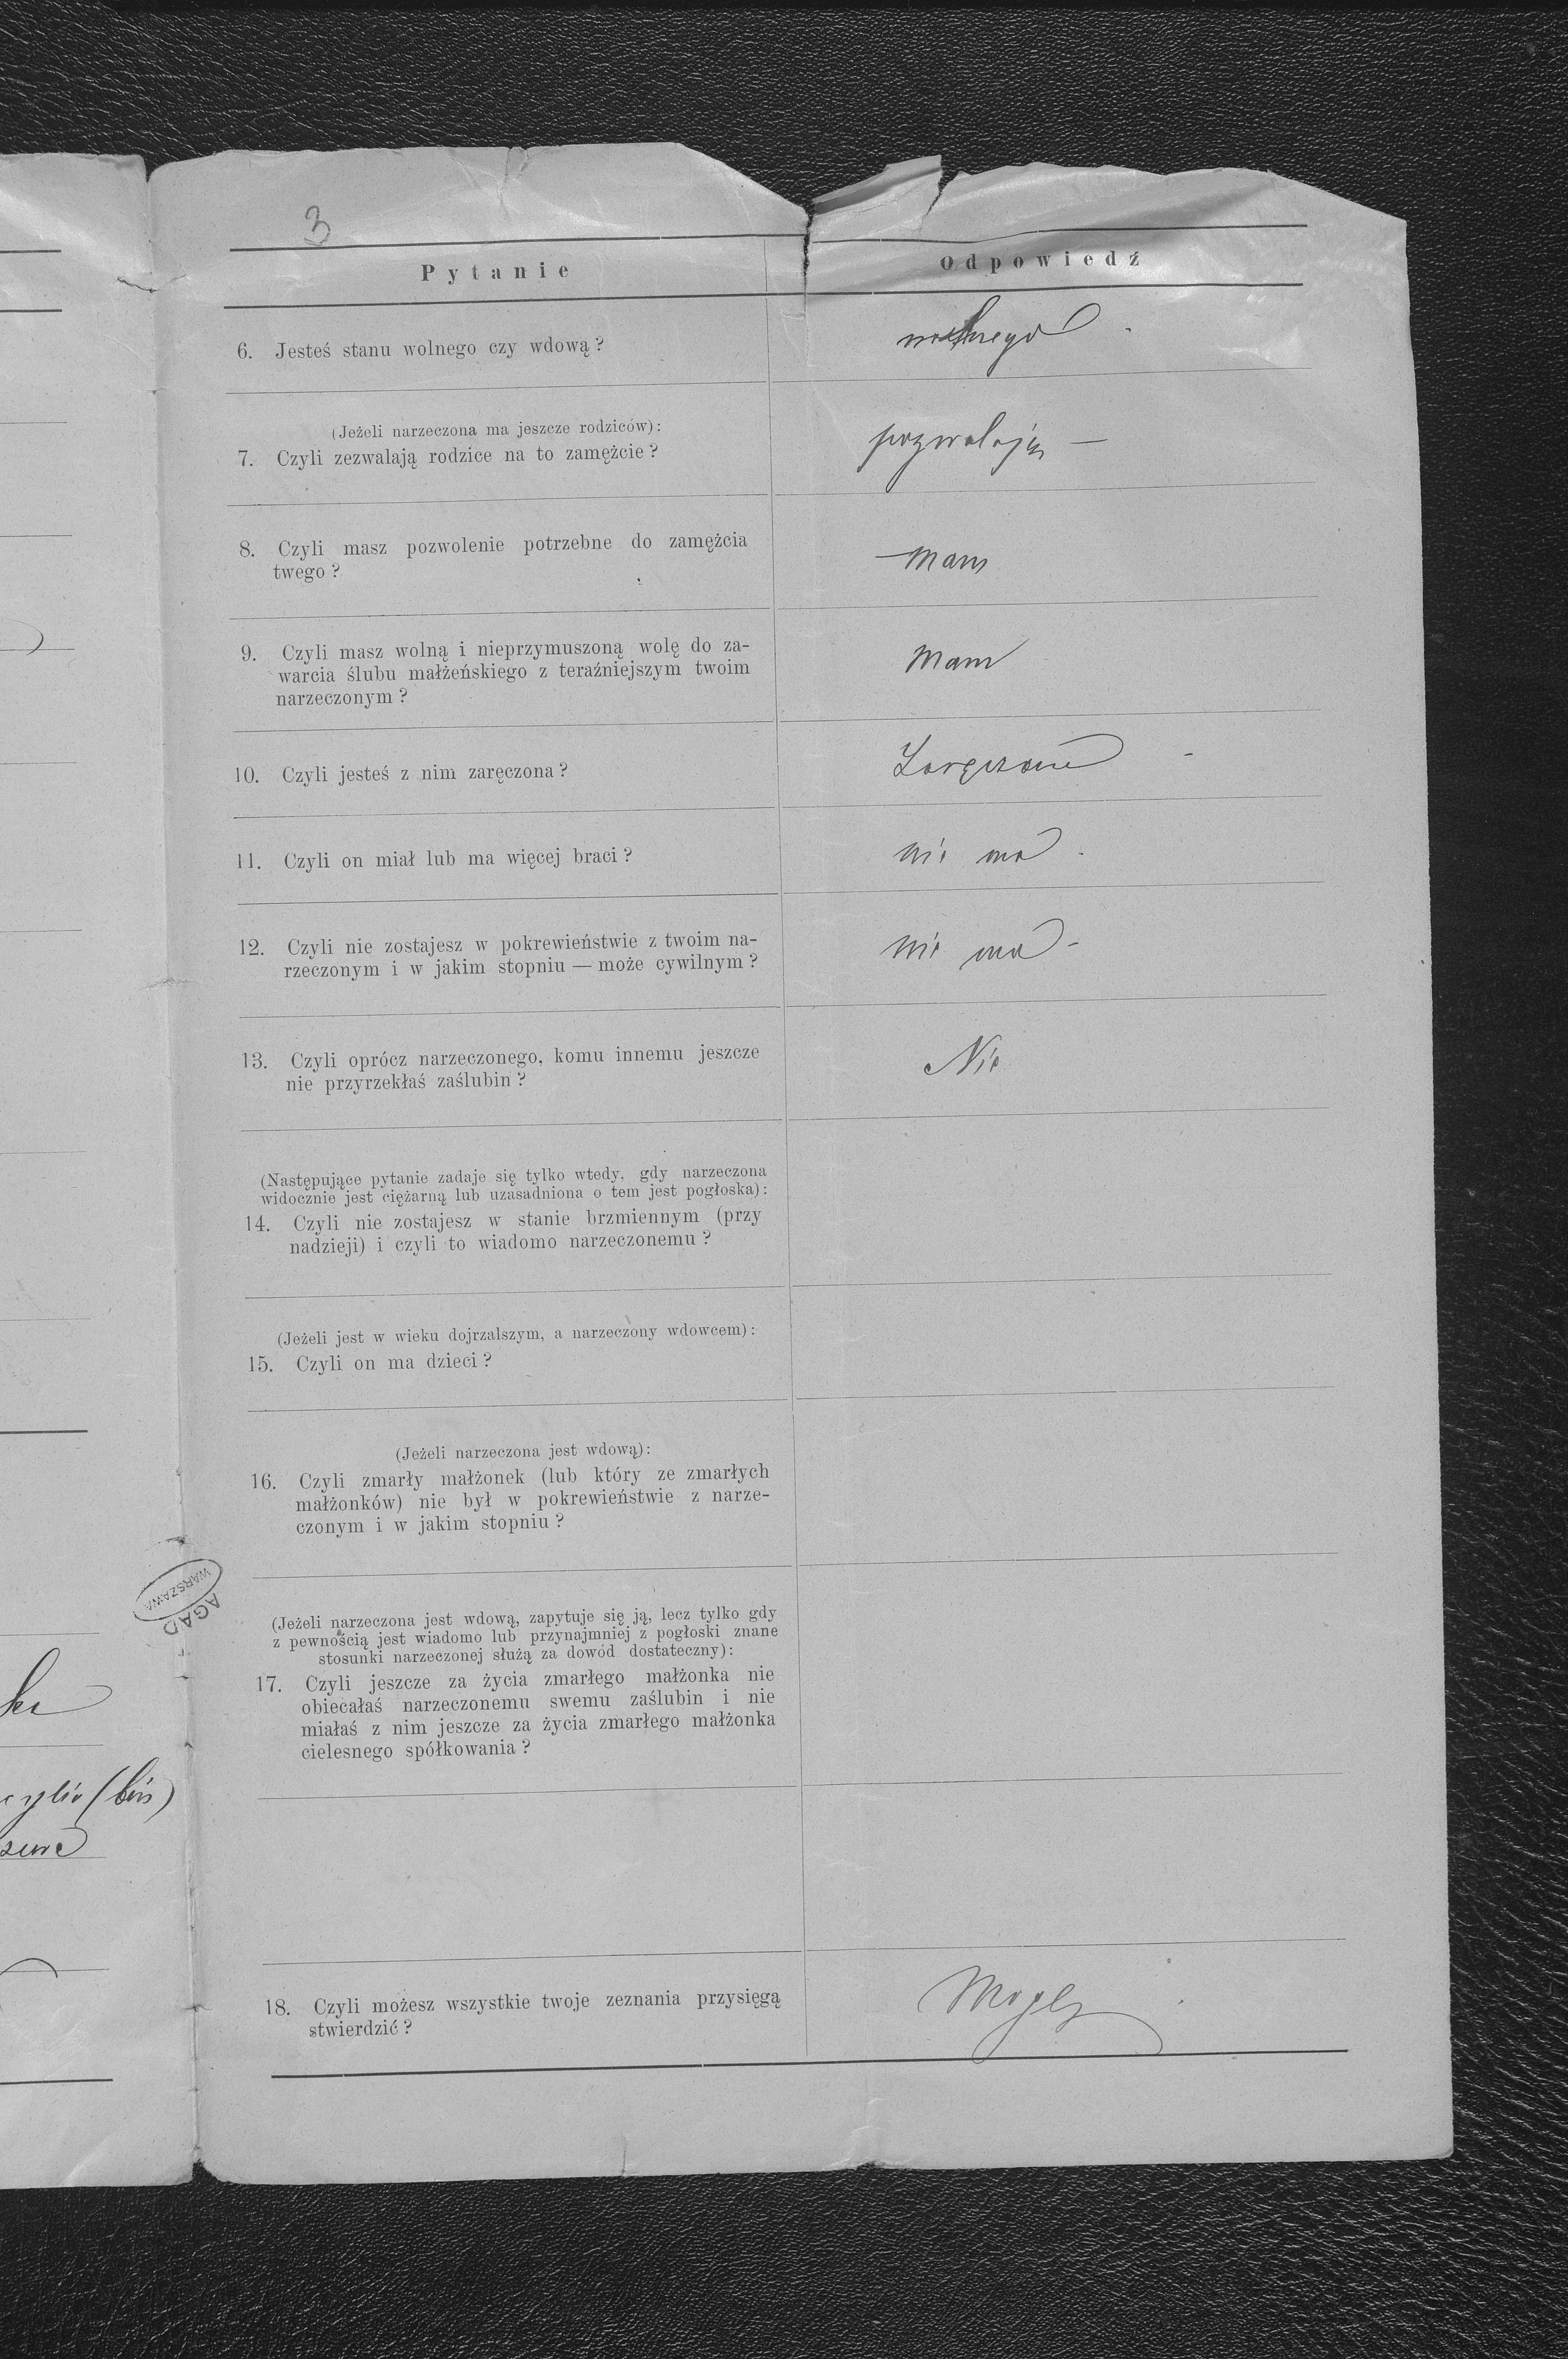 3
Pytanie
Odpowiedź
6. Jesteś stanu wolnego czy wdową?
wolnego
(Jeżeli narzeczona ma jeszcze rodziców):
7. Czyli zezwalają rodzice na to zamęźcie?
pozwalają —
8. Czyli masz pozwolenie potrzebne do zamęźcia
twego?
Mam
9. Czyli masz wolną i nieprzymuszoną wolę do za-
warcia ślubu małżeńskiego z teraźniejszym twoim
narzeczonym?
Mam
10. Czyli jesteś z nim zaręczona?
Zaręczona -
11. Czyli on miał lub ma więcej braci?
nie ma .
12. Czyli nie zostajesz w pokrewieństwie z twoim na-
rzeczonym i w jakim stopniu — może cywilnym?
nie ma -
13. Czyli oprócz narzeczonego, komu innemu jeszcze
nie przyrzekłaś zaślubin?
Nie
(Następujące pytanie zadaje się tylko wtedy, gdy narzeczona
widocznie jest ciężarną lub uzasadniona o tem jest pogłoska):
14. Czyli nie zostajesz w stanie brzmiennym (przy
nadzieji) i czyli to wiadomo narzeczonemu?
(Jeżeli jest w wieku dojrzalszym, a narzeczony wdowcem):
15. Czyli on ma dzieci?
(Jeżeli narzeczona jest wdową):
16. Czyli zmarły małżonek (lub który ze zmarłych
małżonków) nie był w pokrewieństwie z narze-
czonym i w jakim stopniu?
(Jeżeli narzeczona jest wdową, zapytuje się ją, lecz tylko gdy
z pewnością jest wiadomo lub przynajmniej z pogłoski znane
stosunki narzeczonej służą za dowód dostateczny):
17. Czyli jeszcze za życia zmarłego małżonka nie
obiecałaś narzeczonemu swemu zaślubin i nie
miałaś z nim jeszcze za życia zmarłego małżonka
cielesnego spółkowania?
18. Czyli możesz wszystkie twoje zeznania przysięgą
stwierdzić?
Mogę
AGAD
WARSZAWA